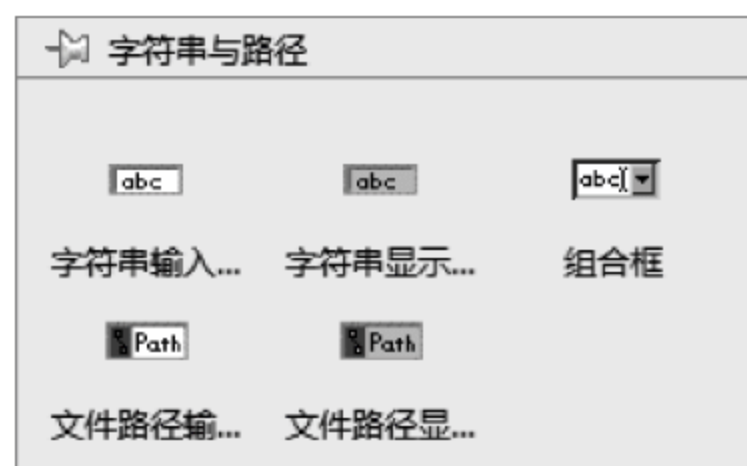 字符串与路径
abc abc abc
字符串输入... 字符串显示... 组合框
Path Path
文件路径输... 文件路径显...